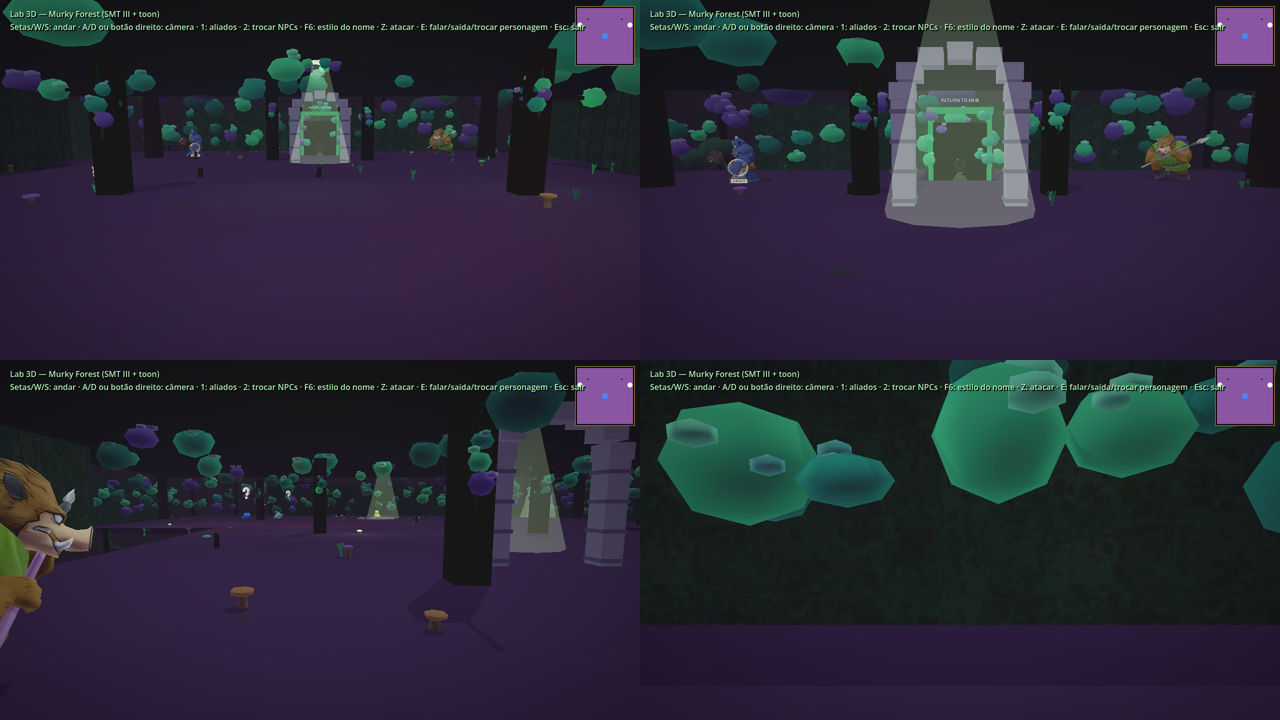 Lab 3D — Murky Forest (SMT III + toon)
Setas/W/S: andar · A/D ou botão direito: câmera · 1: aliados · 2: trocar NPCs · F6: estilo do nome · Z: atacar · E: falar/saída/trocar personagem · Esc: sair
Lab 3D — Murky Forest (SMT III + toon)
Setas/W/S: andar · A/D ou botão direito: câmera · 1: aliados · 2: trocar NPCs · F6: estilo do nome · Z: atacar · E: falar/saída/trocar personagem · Esc: sair
RETURN TO HUB
Lab 3D — Murky Forest (SMT III + toon)
Setas/W/S: andar · A/D ou botão direito: câmera · 1: aliados · 2: trocar NPCs · F6: estilo do nome · Z: atacar · E: falar/saída/trocar personagem · Esc: sair
? ?
Lab 3D — Murky Forest (SMT III + toon)
Setas/W/S: andar · A/D ou botão direito: câmera · 1: aliados · 2: trocar NPCs · F6: estilo do nome · Z: atacar · E: falar/saída/trocar personagem · Esc: sair